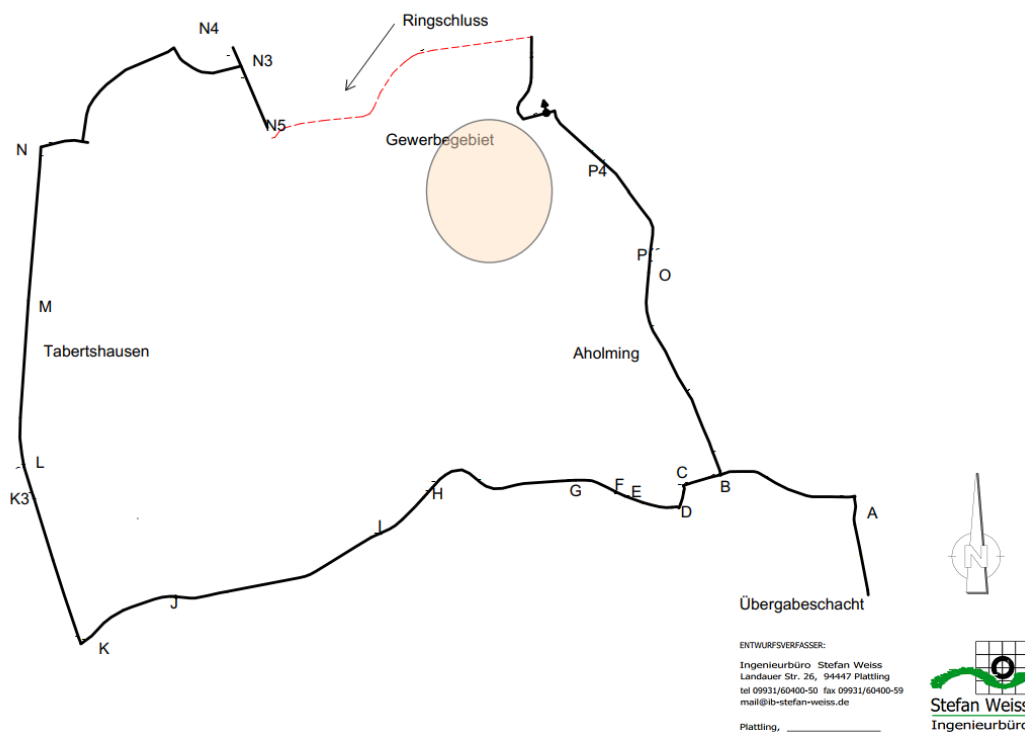 Ringschluss
N4
N3
N5
Gewerbegebiet
N
P4
P
O
M
Tabertshausen
Aholming
L
K3
H
G
F
E
C
D
B
A
I
J
K
N
Übergabeschacht
ENTWURFSVERFASSER:
Ingenieurbüro Stefan Weiss
Landauer Str. 26, 94447 Plattling
tel 09931/60400-50 fax 09931/60400-59
mail@ib-stefan-weiss.de
Plattling,
Stefan Weiss
Ingenieurbüro